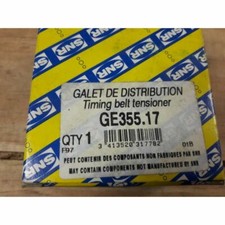 SNR
GALET DE DISTRIBUTION
Timing belt tensioner
GE355.17
QTY 1
F97
3 413520 317782
01B
PEUT CONTENIR DES COMPOSANTS NON FABRIQUES PAR SNR
MAY CONTAIN COMPONENTS NOT MANUFACTURED BY SNR